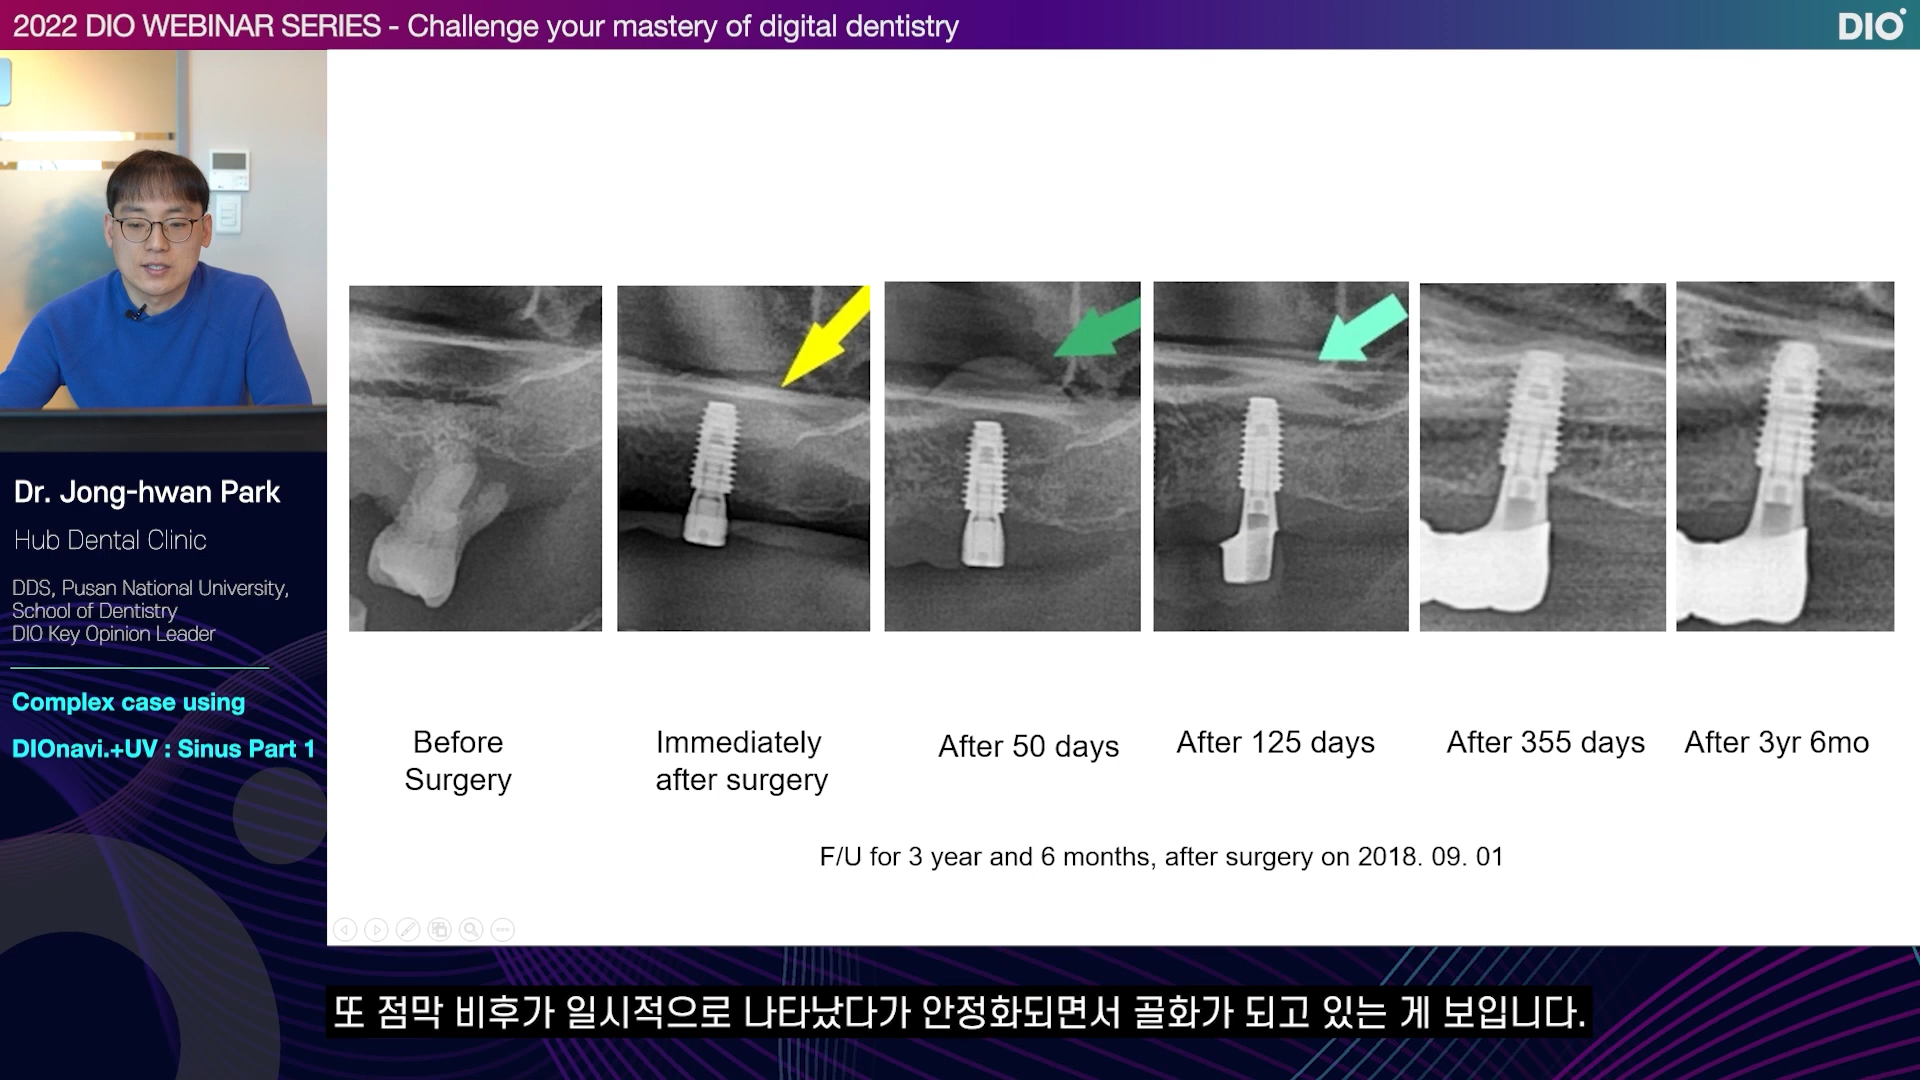 2022 DIO WEBINAR SERIES - Challenge your mastery of digital dentistry
DIO
Dr. Jong-hwan Park
Hub Dental Clinic
DDS, Pusan National University,
School of Dentistry
DIO Key Opinion Leader
Complex case using
DIOnavi.+UV : Sinus Part 1
Before
Surgery
Immediately
after surgery
After 50 days
After 125 days
After 355 days
After 3yr 6mo
F/U for 3 year and 6 months, after surgery on 2018. 09. 01
또 점막 비후가 일시적으로 나타났다가 안정화되면서 골화가 되고 있는 게 보입니다.